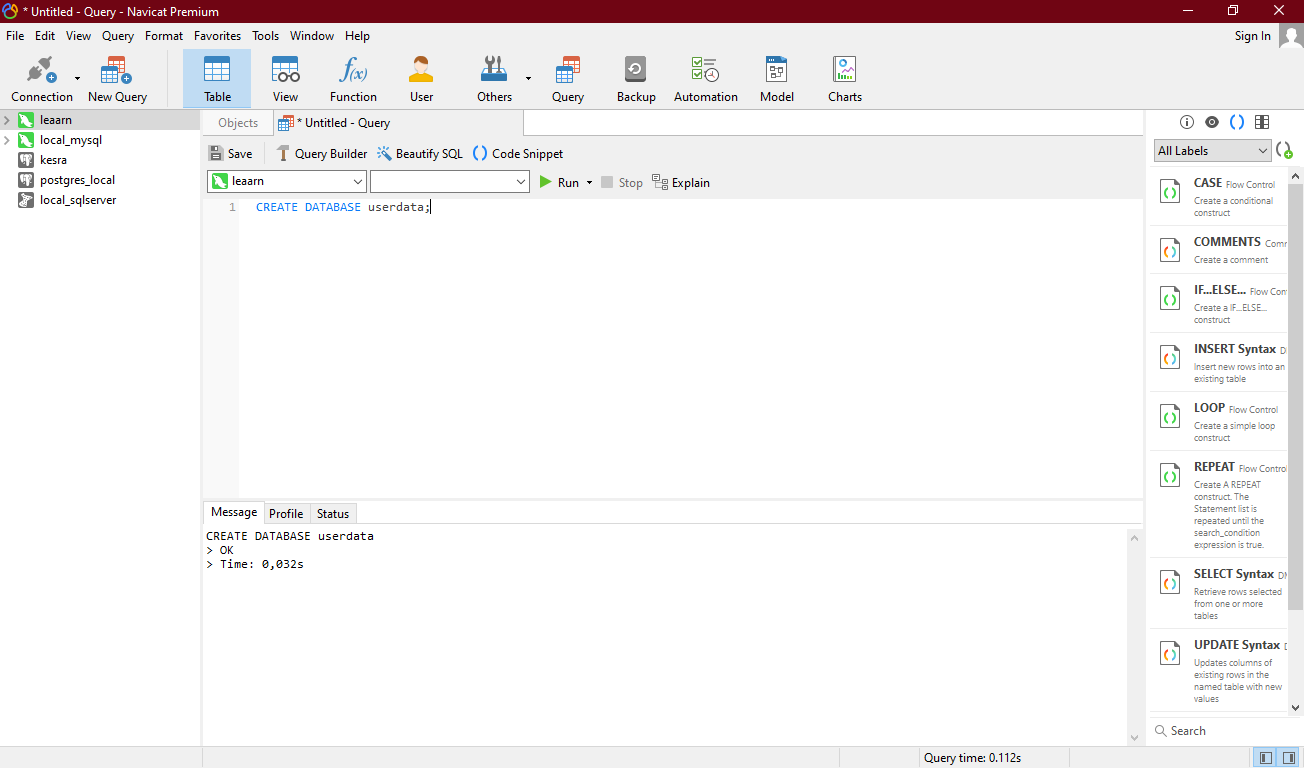 * Untitled - Query - Navicat Premium
File Edit View Query Format Favorites Tools Window Help
Sign In
Connection New Query Table View Function User Others Query Backup Automation Model Charts
leaarn
local_mysql
kesra
postgres_local
local_sqlserver
Objects * Untitled - Query
Save Query Builder Beautify SQL Code Snippet
leaarn Run Stop Explain
1 CREATE DATABASE userdata;
Message Profile Status
CREATE DATABASE userdata
> OK
> Time: 0,032s
All Labels
CASE Flow Control
Create a conditional
construct
COMMENTS Comm
Create a comment
IF...ELSE... Flow Con
Create a IF...ELSE...
construct
INSERT Syntax D
Insert new rows into an
existing table
LOOP Flow Control
Create a simple loop
construct
REPEAT Flow Contro
Create A REPEAT
construct. The
Statement list is
repeated until the
search_condition
expression is true.
SELECT Syntax DM
Retrieve rows selected
from one or more
tables
UPDATE Syntax
Updates columns of
existing rows in the
named table with new
values
Search
Query time: 0.112s